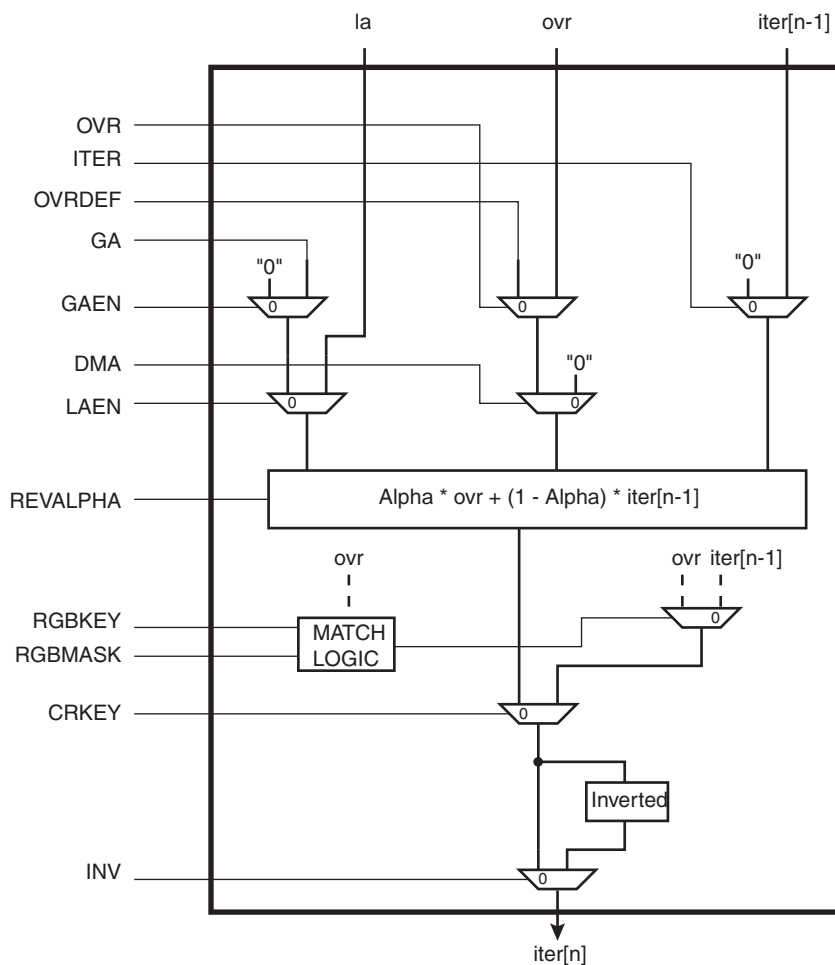 la ovr iter[n-1]
OVR
ITER
OVRDEF
GA
"0" "0"
GAEN 0 0 0
DMA "0"
LAEN 0 0
REVALPHA Alpha * ovr + (1 - Alpha) * iter[n-1]
ovr ovr iter[n-1]
RGBKEY MATCH 0
RGBMASK LOGIC
CRKEY 0
Inverted
INV 0
iter[n]